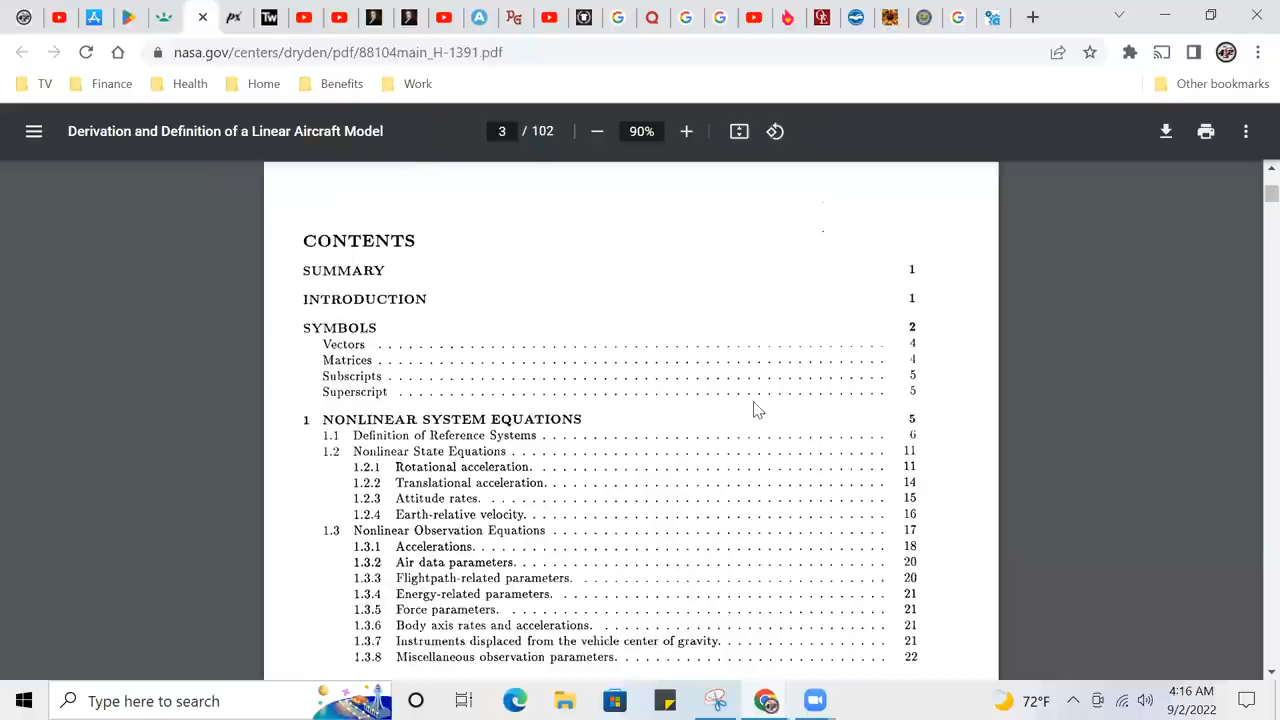 nasa.gov/centers/dryden/pdf/88104main_H-1391.pdf
TV Finance Health Home Benefits Work Other bookmarks
Derivation and Definition of a Linear Aircraft Model 3 / 102 90%
CONTENTS
SUMMARY 1
INTRODUCTION 1
SYMBOLS 2
Vectors 4
Matrices 4
Subscripts 5
Superscript 5
1 NONLINEAR SYSTEM EQUATIONS 5
1.1 Definition of Reference Systems 6
1.2 Nonlinear State Equations 11
1.2.1 Rotational acceleration. 11
1.2.2 Translational acceleration. 14
1.2.3 Attitude rates. 15
1.2.4 Earth-relative velocity. 16
1.3 Nonlinear Observation Equations 17
1.3.1 Accelerations. 18
1.3.2 Air data parameters. 20
1.3.3 Flightpath-related parameters. 20
1.3.4 Energy-related parameters. 21
1.3.5 Force parameters. 21
1.3.6 Body axis rates and accelerations. 21
1.3.7 Instruments displaced from the vehicle center of gravity. 21
1.3.8 Miscellaneous observation parameters. 22
Type here to search 72°F 4:16 AM
9/2/2022